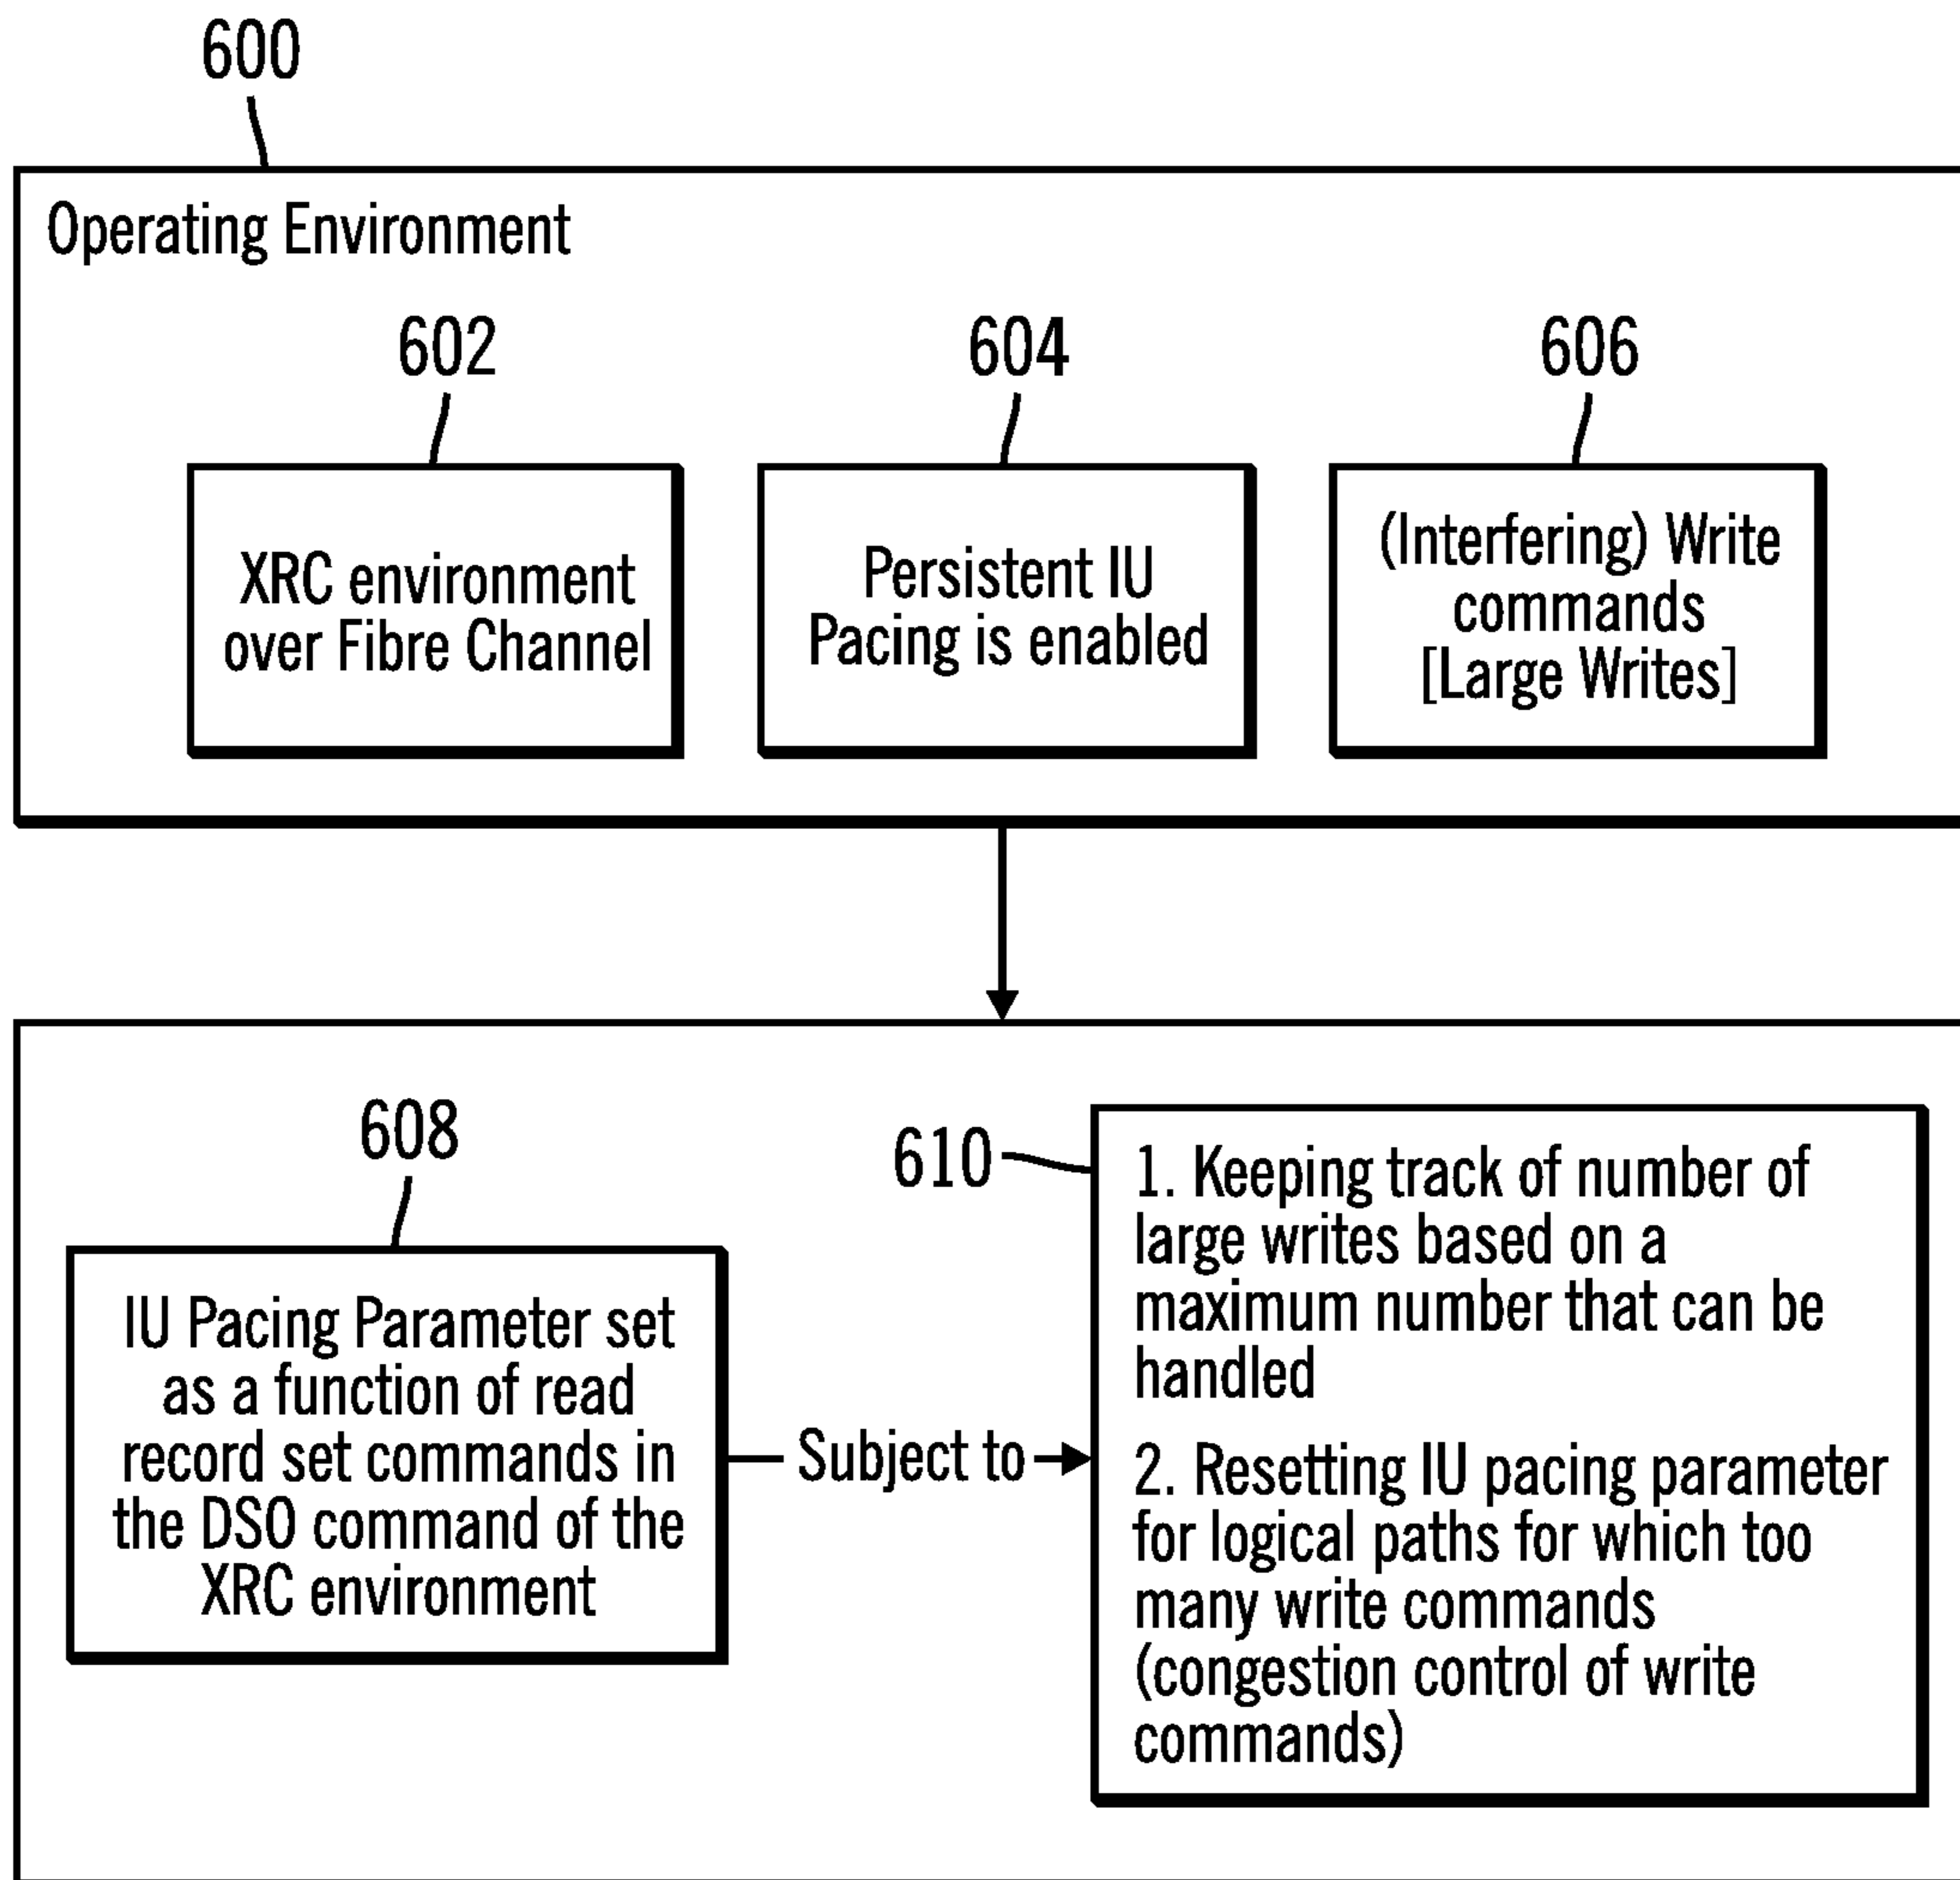 600
Operating Environment
602
604
606
XRC environment
over Fibre Channel
Persistent IU
Pacing is enabled
(Interfering) Write
commands
[Large Writes]
608
IU Pacing Parameter set
as a function of read
record set commands in
the DSO command of the
XRC environment
Subject to
610
1. Keeping track of number of
large writes based on a
maximum number that can be
handled
2. Resetting IU pacing parameter
for logical paths for which too
many write commands
(congestion control of write
commands)